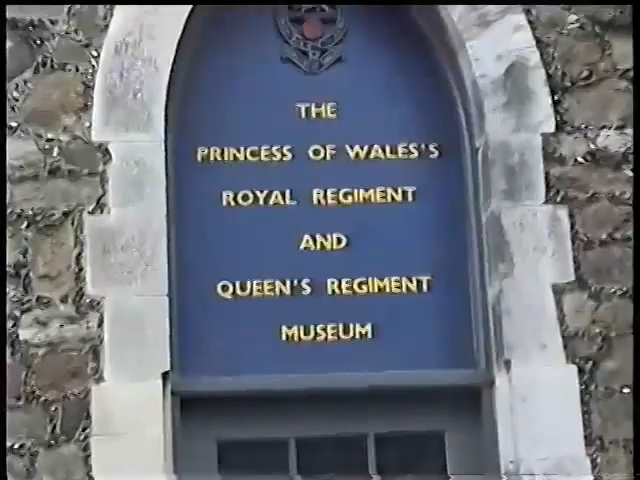 THE
PRINCESS OF WALES'S
ROYAL REGIMENT
AND
QUEEN'S REGIMENT
MUSEUM